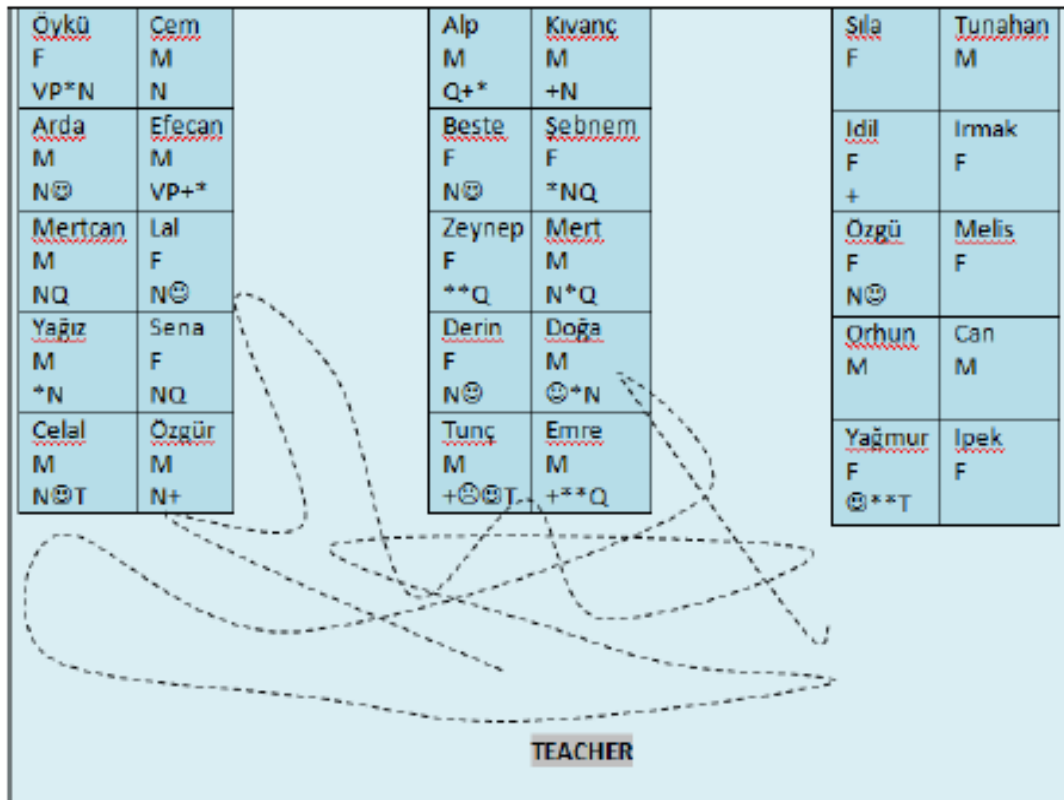 Öykü Cem
F M
VP*N N
Arda Efecan
M M
N☺ VP+*
Mertcan Lal
M F
NQ N☺
Yağız Sena
M F
*N NQ
Celal Özgür
M M
N☺T N+
Alp Kıvanç
M M
Q+* +N
Beste Şebnem
F F
N☺ *NQ
Zeynep Mert
F M
**Q N*Q
Derin Doğa
F M
N☺ ☺*N
Tunç Emre
M M
+☹☺T +**Q
Sıla Tunahan
F M
Idil Irmak
F F
+
Özgü Melis
F F
N☺
Orhun Can
M M
Yağmur Ipek
F F
☺**T
TEACHER